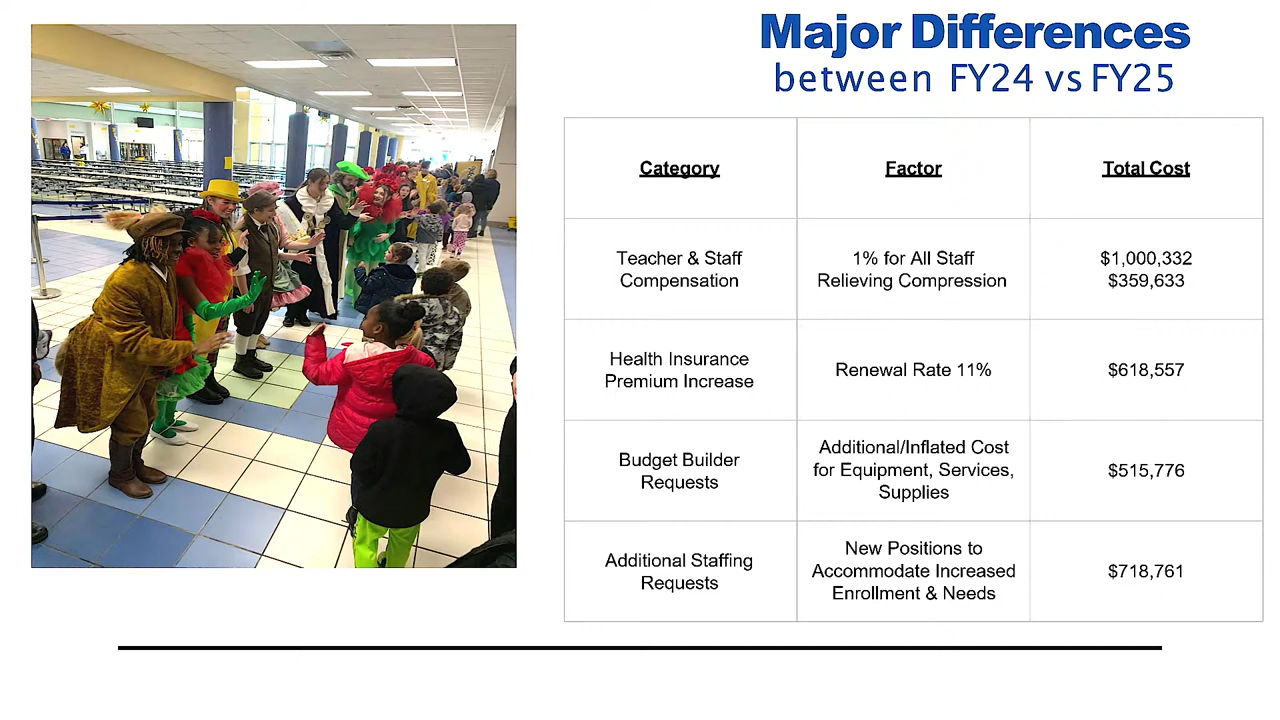 Major Differences
between FY24 vs FY25
Category
Factor
Total Cost
Teacher & Staff
Compensation
1% for All Staff
Relieving Compression
$1,000,332
$359,633
Health Insurance
Premium Increase
Renewal Rate 11%
$618,557
Budget Builder
Requests
Additional/Inflated Cost
for Equipment, Services,
Supplies
$515,776
Additional Staffing
Requests
New Positions to
Accommodate Increased
Enrollment & Needs
$718,761